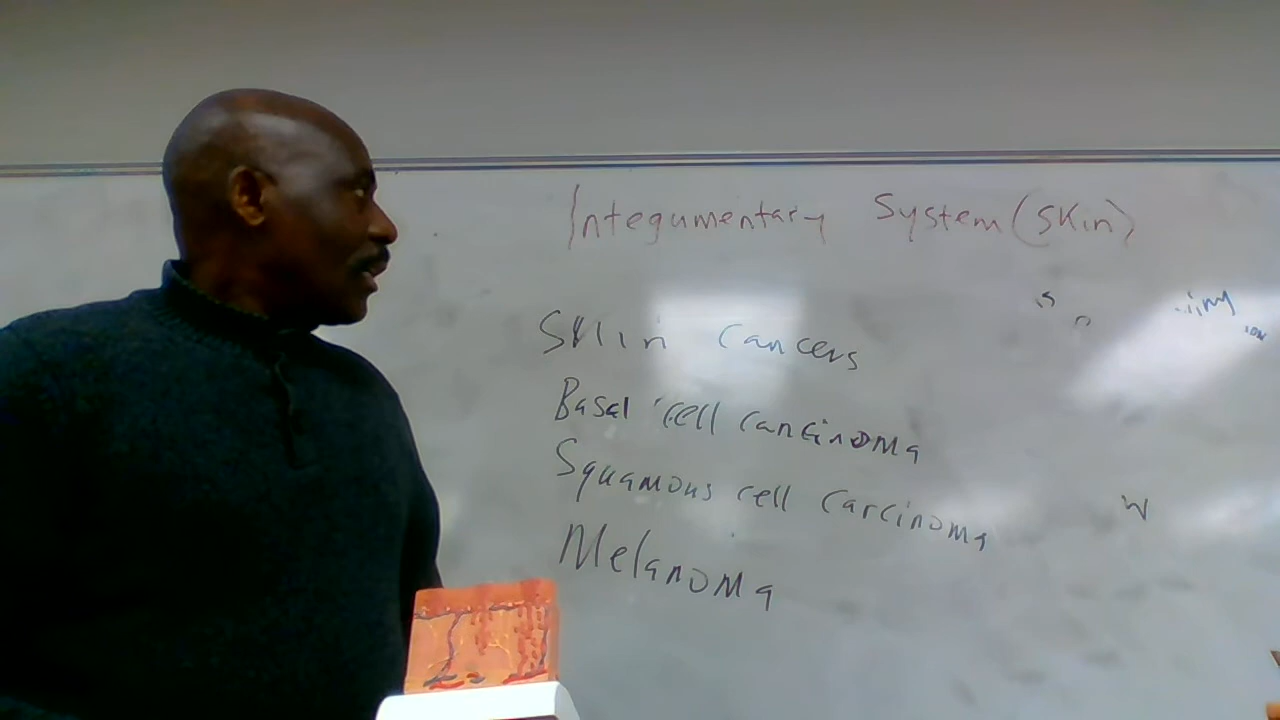 Integumentary System (Skin)
Skin Cancers
Basal cell Carcinoma
Squamous cell Carcinoma
Melanoma
W